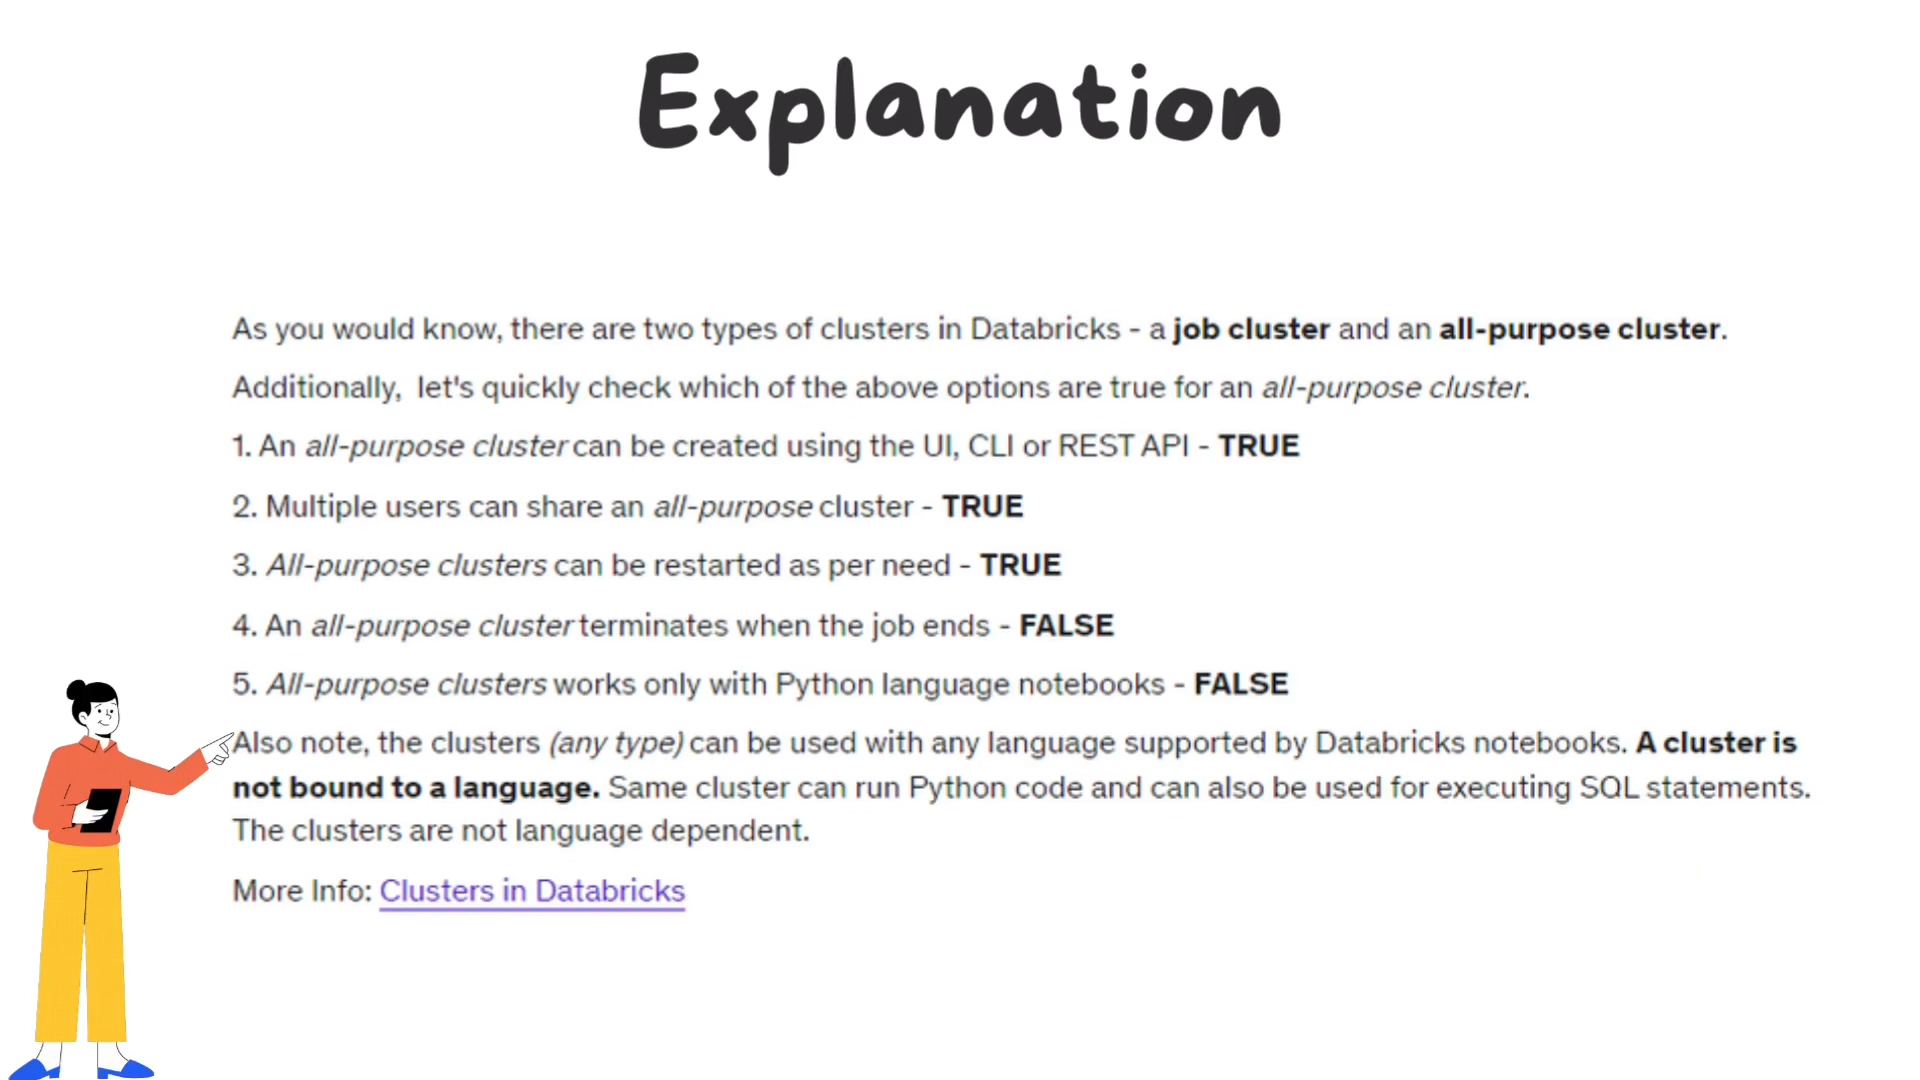 Explanation
As you would know, there are two types of clusters in Databricks - a job cluster and an all-purpose cluster.
Additionally,  let's quickly check which of the above options are true for an all-purpose cluster.
1. An all-purpose cluster can be created using the UI, CLI or REST API - TRUE
2. Multiple users can share an all-purpose cluster - TRUE
3. All-purpose clusters can be restarted as per need - TRUE
4. An all-purpose cluster terminates when the job ends - FALSE
5. All-purpose clusters works only with Python language notebooks - FALSE
Also note, the clusters (any type) can be used with any language supported by Databricks notebooks. A cluster is
not bound to a language. Same cluster can run Python code and can also be used for executing SQL statements.
The clusters are not language dependent.
More Info: Clusters in Databricks